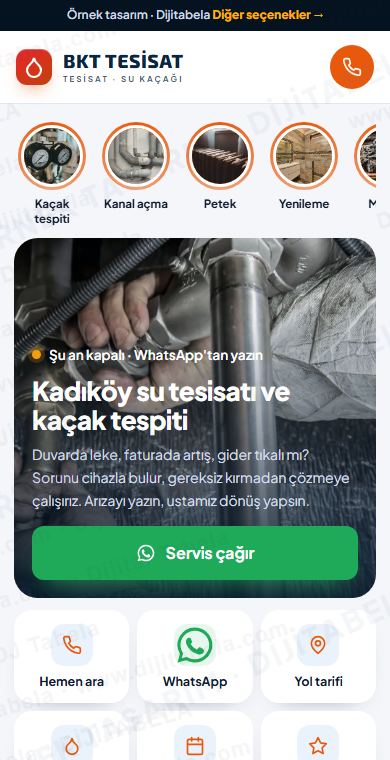 Örnek tasarım · Dijitabela Diğer seçenekler →
BKT TESİSAT
TESİSAT · SU KAÇAĞI
Kaçak tespiti
Kanal açma
Petek
Yenileme
M
Şu an kapalı · WhatsApp'tan yazın
Kadıköy su tesisatı ve
kaçak tespiti
Duvarda leke, faturada artış, gider tıkalı mı?
Sorunu cihazla bulur, gereksiz kırmadan çözmeye
çalışırız. Arızayı yazın, ustamız dönüş yapsın.
Servis çağır
Hemen ara
WhatsApp
Yol tarifi